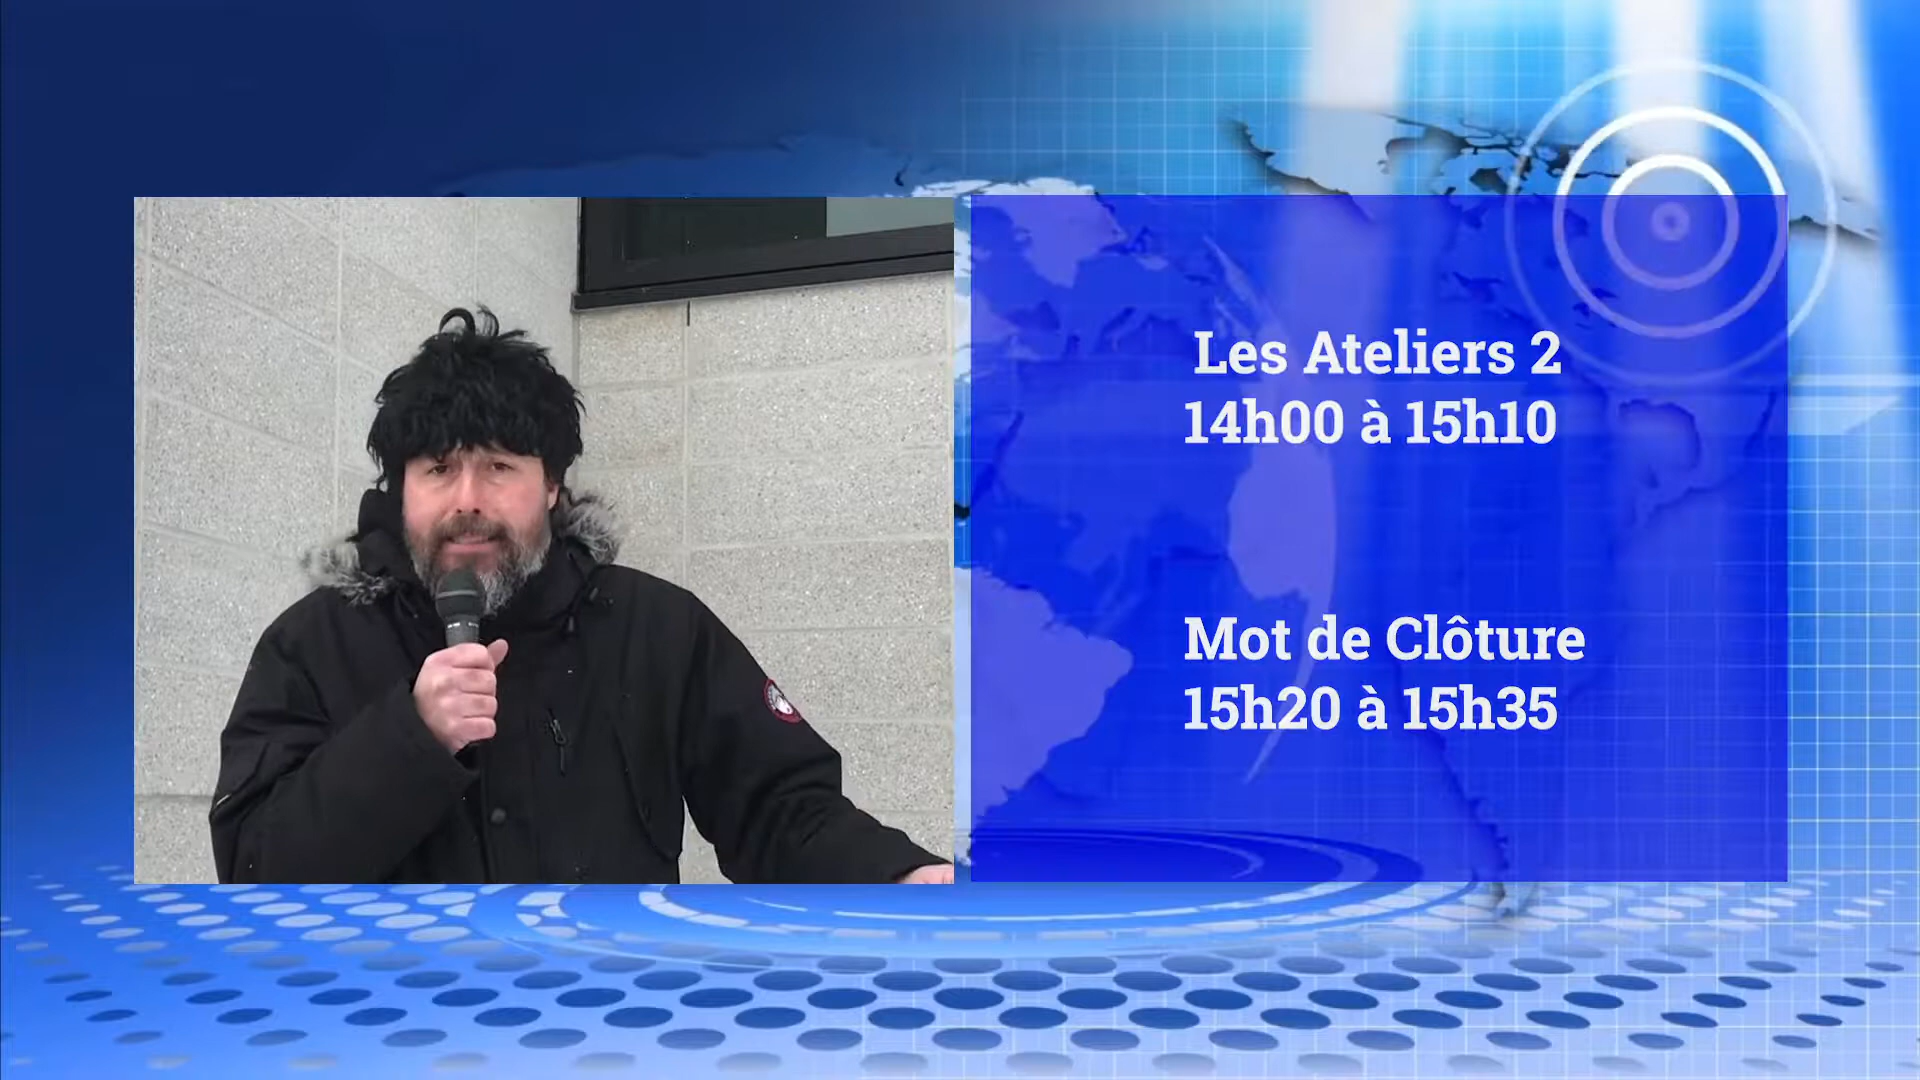 Les Ateliers 2
14h00 à 15h10
Mot de Clôture
15h20 à 15h35